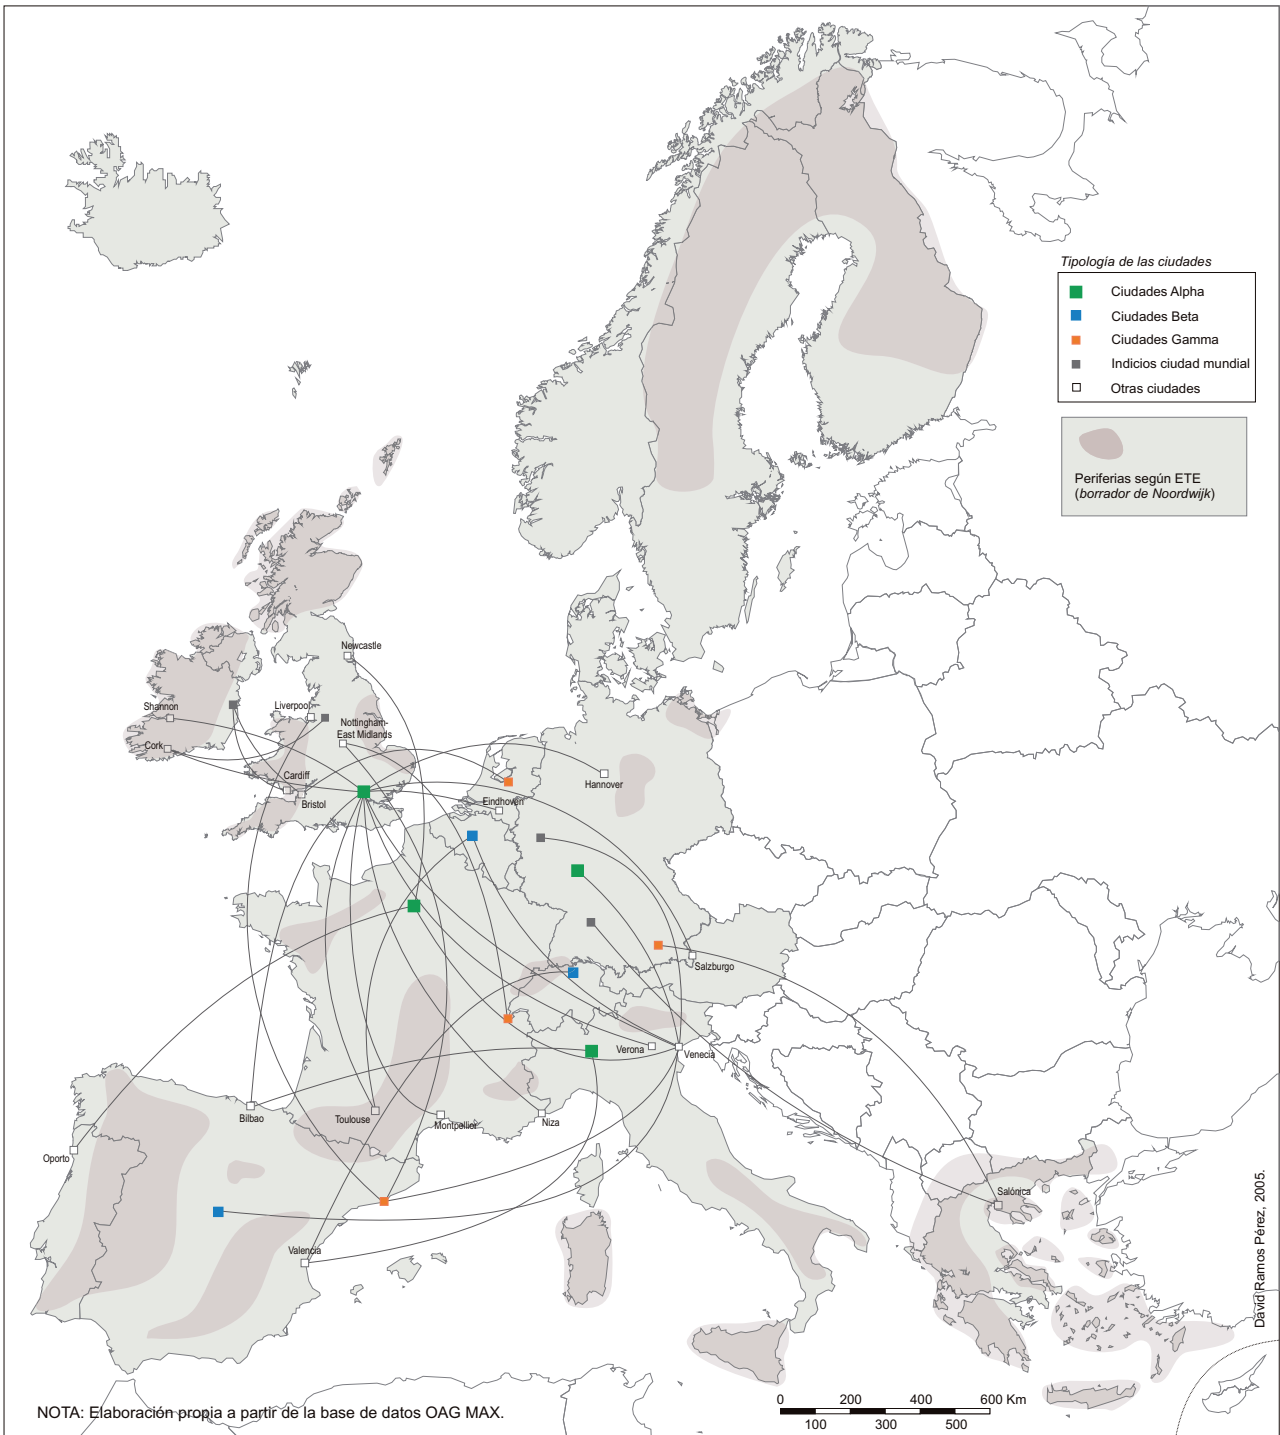 Tipología de las ciudades
Ciudades Alpha
Ciudades Beta
Ciudades Gamma
Indicios ciudad mundial
Otras ciudades
Periferias según ETE
(borrador de Noordwijk)
Newcastle
Shannon
Liverpool
Nottingham-
East Midlands
Cork
Cardiff
Bristol
Hannover
Eindhoven
Salzburgo
Verona
Venecia
Bilbao
Toulouse
Montpellier
Niza
Oporto
Salónica
Valencia
David Ramos Pérez, 2005.
0 200 400 600 Km
100 300 500
NOTA: Elaboración propia a partir de la base de datos OAG MAX.